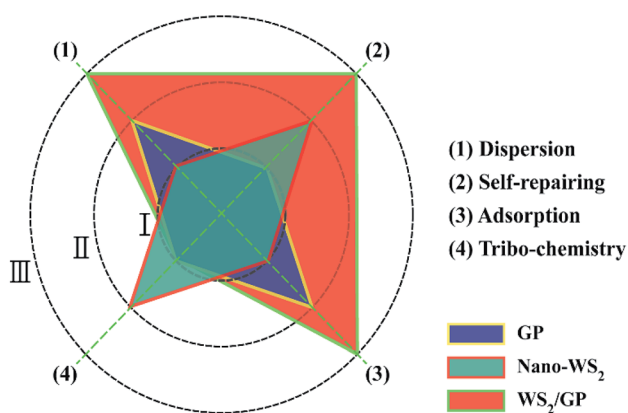 (1)
(2)
(3)
(4)
I
II
III
(1) Dispersion
(2) Self-repairing
(3) Adsorption
(4) Tribo-chemistry
GP
Nano-WS₂
WS₂/GP